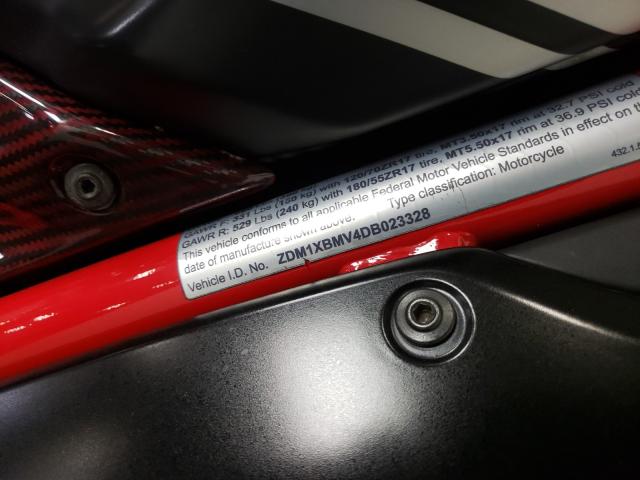 GAWR F: 331 Lbs (150 kg) with 120/70ZR17 tire, MT3.50x17 rim at 32.7 PSI cold
GAWR R: 529 Lbs (240 kg) with 180/55ZR17 tire, MT5.50x17 rim at 36.9 PSI cold
This vehicle conforms to all applicable Federal Motor Vehicle Standards in effect on
date of manufacture shown above. Type classification: Motorcycle
Vehicle I.D. No. ZDM1XBMV4DB023328
432.1.5